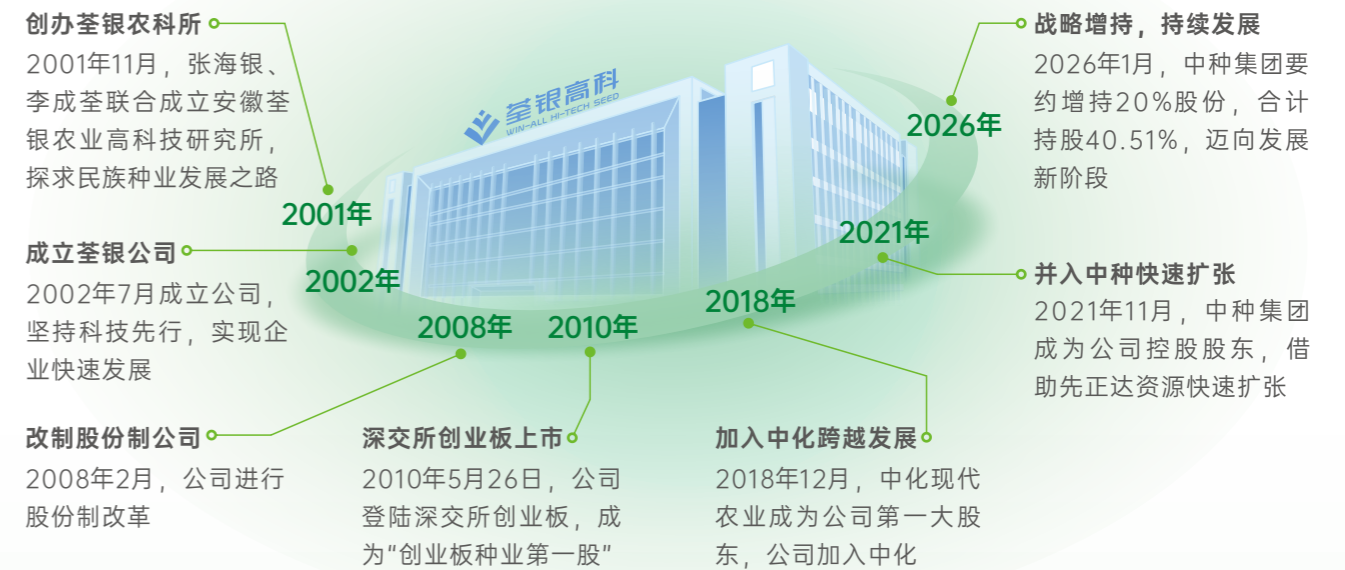 创办荃银农科所
2001年11月，张海银、
李成荃联合成立安徽荃
银农业高科技研究所，
探求民族种业发展之路
2001年
成立荃银公司
2002年7月成立公司，
坚持科技先行，实现企
业快速发展
2002年
改制股份制公司
2008年2月，公司进行
股份制改革
2008年
深交所创业板上市
2010年5月26日，公司
登陆深交所创业板，成
为“创业板种业第一股”
2010年
加入中化跨越发展
2018年12月，中化现代
农业成为公司第一大股
东，公司加入中化
2018年
并入中种快速扩张
2021年11月，中种集团
成为公司控股股东，借
助先正达资源快速扩张
2021年
战略增持，持续发展
2026年1月，中种集团要
约增持20%股份，合计
持股40.51%，迈向发展
新阶段
2026年
荃银高科
WIN-ALL HI-TECH SEED